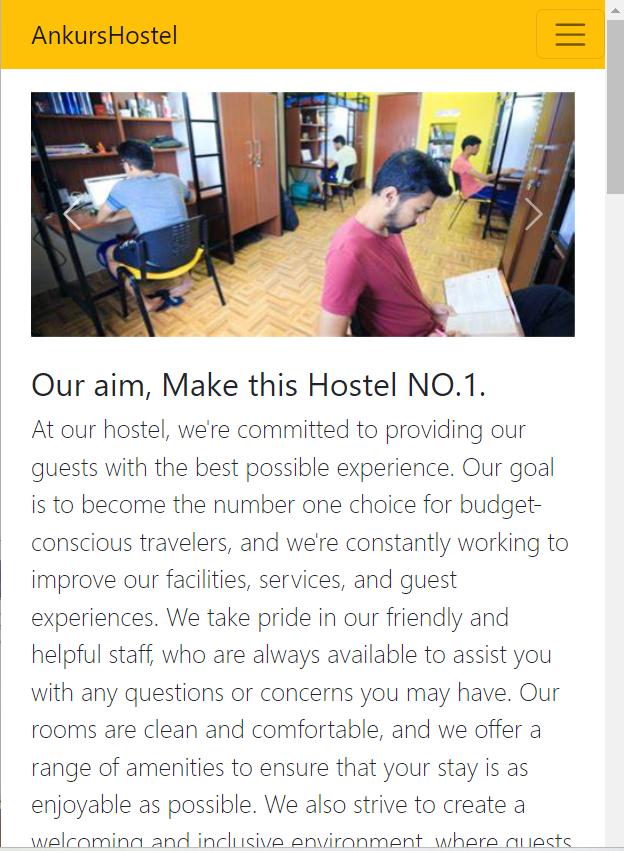 AnkursHostel
Our aim, Make this Hostel NO.1.
At our hostel, we're committed to providing our
guests with the best possible experience. Our goal
is to become the number one choice for budget-
conscious travelers, and we're constantly working to
improve our facilities, services, and guest
experiences. We take pride in our friendly and
helpful staff, who are always available to assist you
with any questions or concerns you may have. Our
rooms are clean and comfortable, and we offer a
range of amenities to ensure that your stay is as
enjoyable as possible. We also strive to create a
welcoming and inclusive environment, where guests